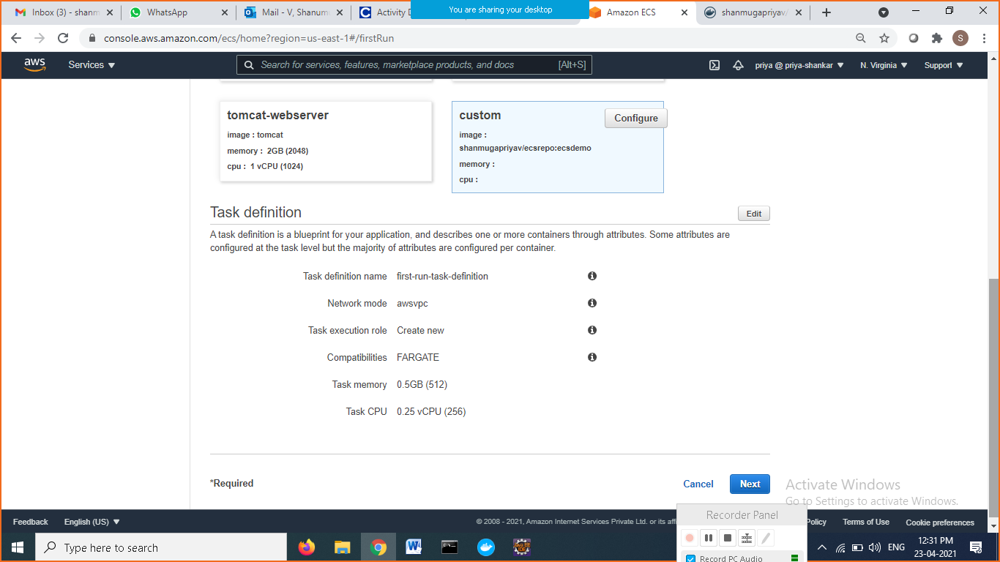 You are sharing your desktop
Inbox (3) - shanm
WhatsApp
Mail - V, Shanum
Activity D
Amazon ECS
shanmugapriyav/
console.aws.amazon.com/ecs/home?region=us-east-1#/firstRun
S
aws
Services
Search for services, features, marketplace products, and docs
[Alt+S]
priya @ priya-shankar
N. Virginia
Support
tomcat-webserver
image : tomcat
memory : 2GB (2048)
cpu : 1 vCPU (1024)
custom
Configure
image :
shanmugapriyav/ecsrepo:ecsdemo
memory :
cpu :
Task definition
Edit
A task definition is a blueprint for your application, and describes one or more containers through attributes. Some attributes are
configured at the task level but the majority of attributes are configured per container.
Task definition name first-run-task-definition
Network mode awsvpc
Task execution role Create new
Compatibilities FARGATE
Task memory 0.5GB (512)
Task CPU 0.25 vCPU (256)
*Required
Cancel
Next
Activate Windows
Go to Settings to activate Windows.
Feedback
English (US)
© 2008 - 2021, Amazon Internet Services Private Ltd. or its aff
Policy
Terms of Use
Cookie preferences
Recorder Panel
Record PC Audio
Type here to search
ENG
12:31 PM
23-04-2021